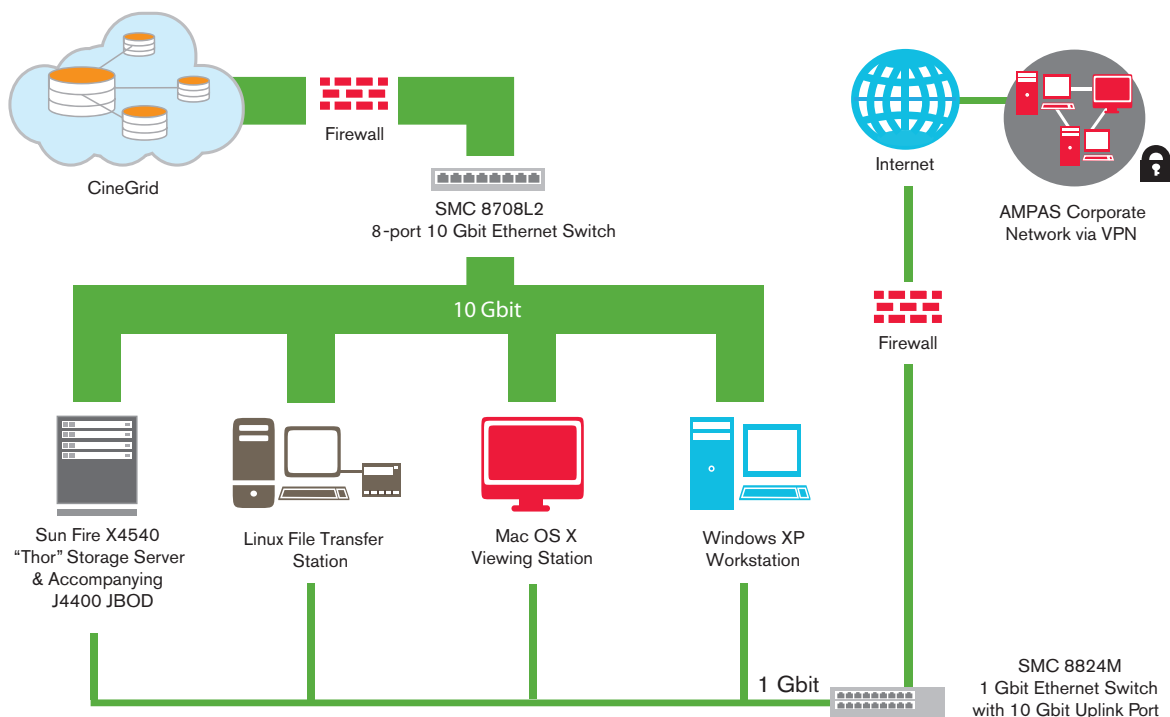 CineGrid
Firewall
SMC 8708L2
8-port 10 Gbit Ethernet Switch
Internet
AMPAS Corporate
Network via VPN
10 Gbit
Firewall
Sun Fire X4540
“Thor” Storage Server
& Accompanying
J4400 JBOD
Linux File Transfer
Station
Mac OS X
Viewing Station
Windows XP
Workstation
1 Gbit
SMC 8824M
1 Gbit Ethernet Switch
with 10 Gbit Uplink Port